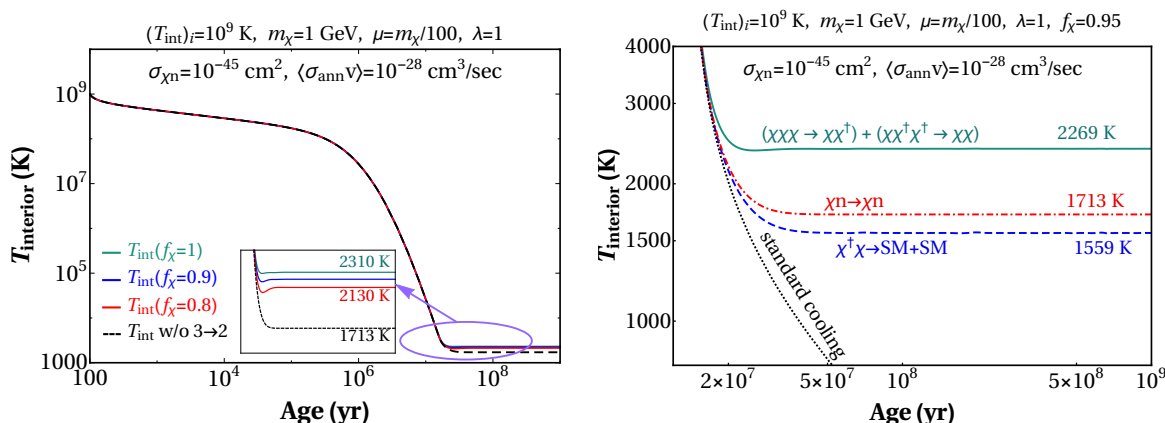 (T_int)_i=10^9 K, m_χ=1 GeV, μ=m_χ/100, λ=1
σ_χn=10^-45 cm^2, ⟨σ_ann v⟩=10^-28 cm^3/sec
T_interior (K)
10^9
10^7
10^5
1000
T_int(f_χ=1)
T_int(f_χ=0.9)
T_int(f_χ=0.8)
T_int w/o 3→2
2310 K
2130 K
1713 K
100
10^4
10^6
10^8
Age (yr)
(T_int)_i=10^9 K, m_χ=1 GeV, μ=m_χ/100, λ=1, f_χ=0.95
σ_χn=10^-45 cm^2, ⟨σ_ann v⟩=10^-28 cm^3/sec
T_interior (K)
4000
3000
2000
1500
1000
(χχχ → χχ†) + (χχ†χ† → χχ) 2269 K
χn→χn 1713 K
χ†χ→SM+SM 1559 K
standard cooling
2×10^7
5×10^7
10^8
5×10^8
10^9
Age (yr)